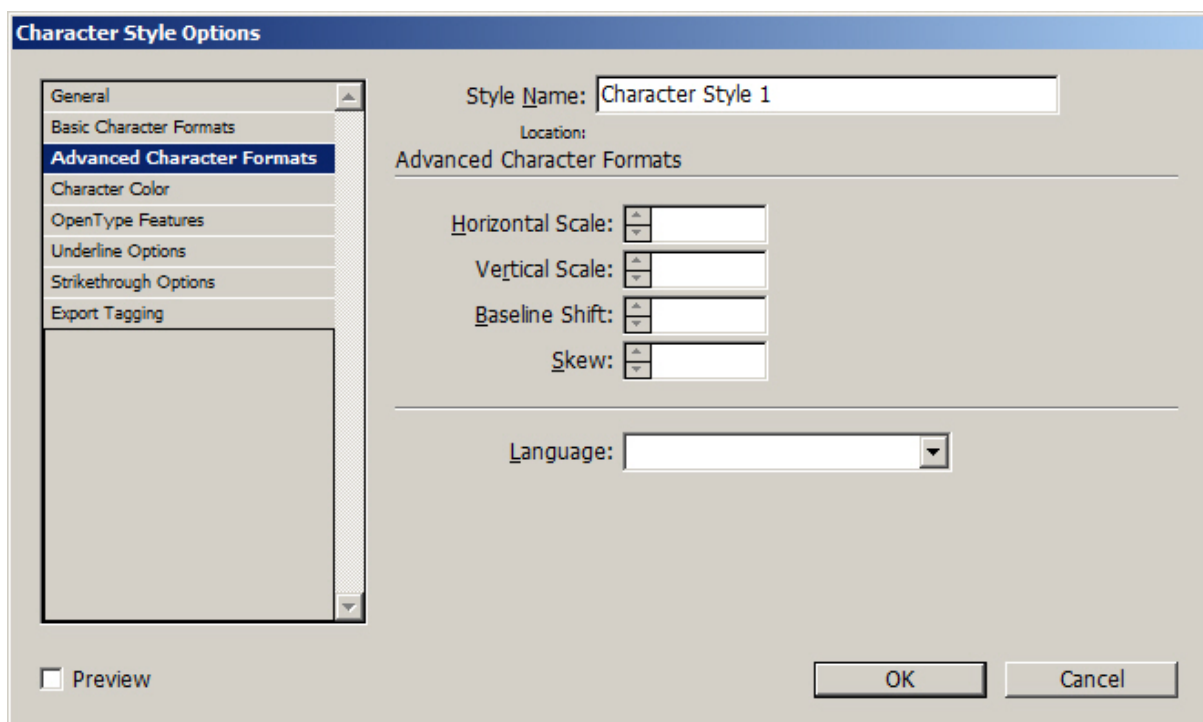 Character Style Options
General
Basic Character Formats
Advanced Character Formats
Character Color
OpenType Features
Underline Options
Strikethrough Options
Export Tagging
Style Name: Character Style 1
Location:
Advanced Character Formats
Horizontal Scale:
Vertical Scale:
Baseline Shift:
Skew:
Language:
Preview
OK
Cancel